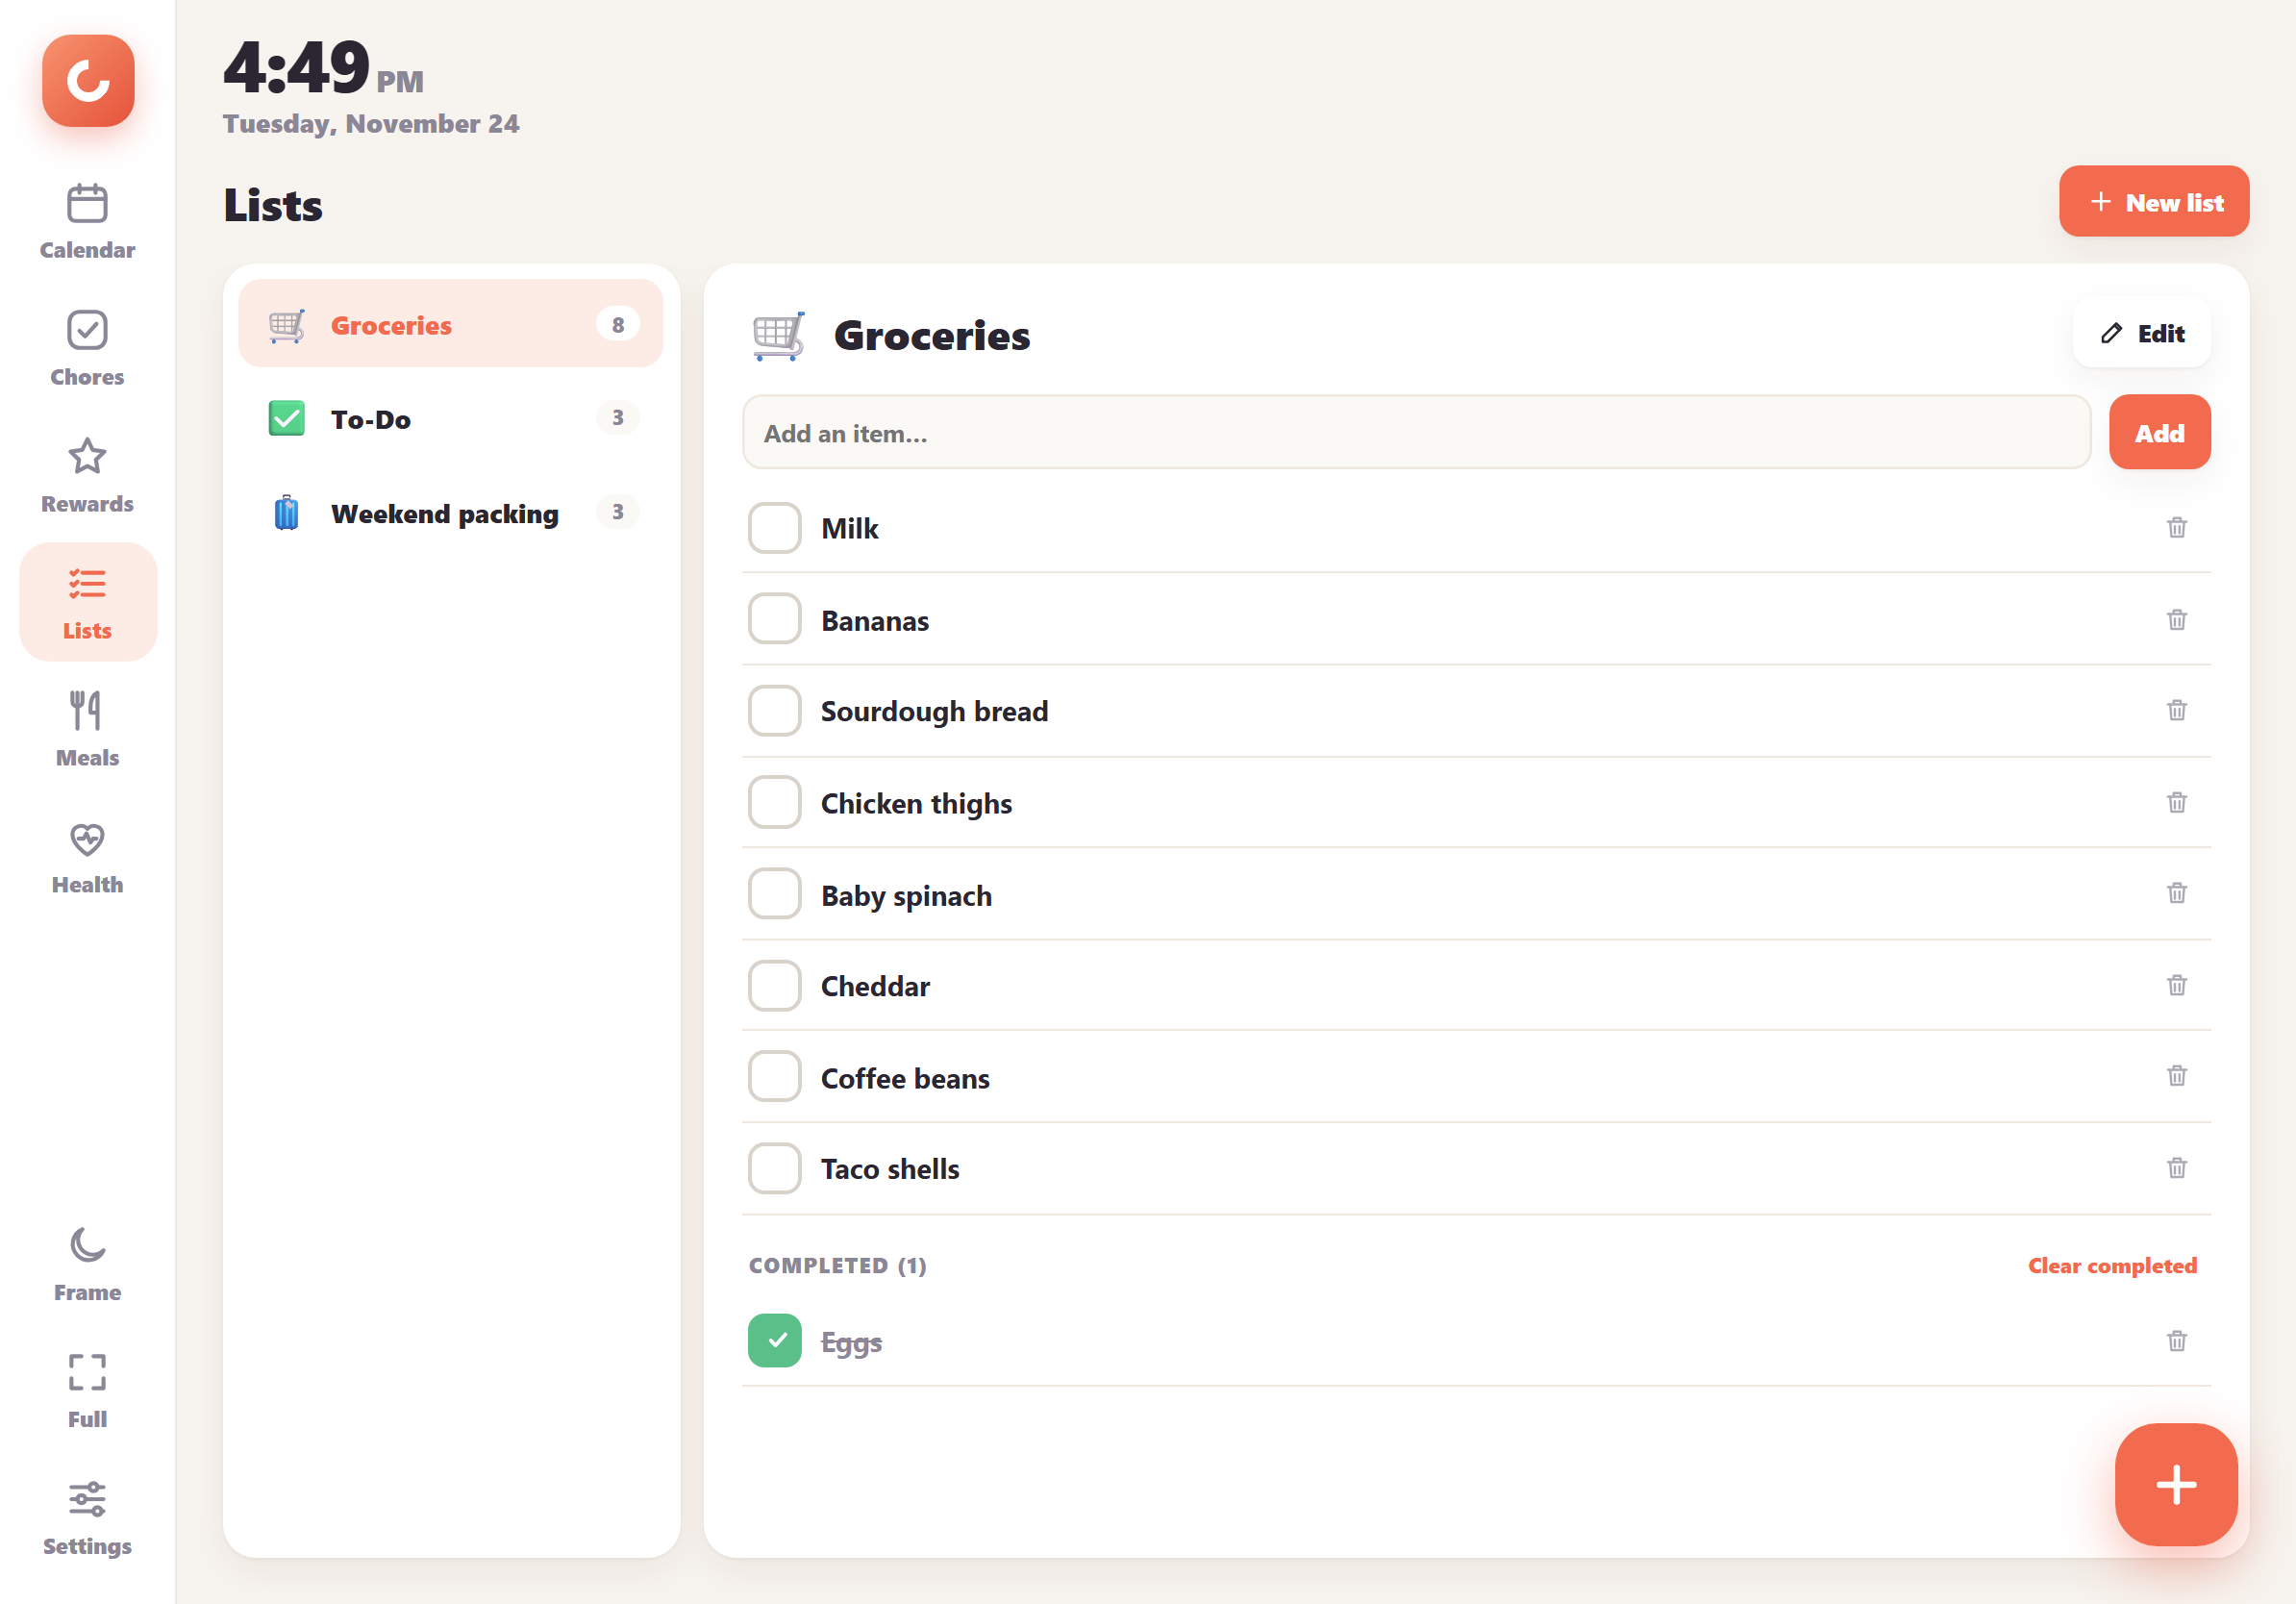 4:49 PM
Tuesday, November 24
Lists
+ New list
Calendar
Chores
Rewards
Lists
Meals
Health
Frame
Full
Settings
Groceries 8
To-Do 3
Weekend packing 3
Groceries
Edit
Add an item...
Add
Milk
Bananas
Sourdough bread
Chicken thighs
Baby spinach
Cheddar
Coffee beans
Taco shells
COMPLETED (1)
Clear completed
Eggs